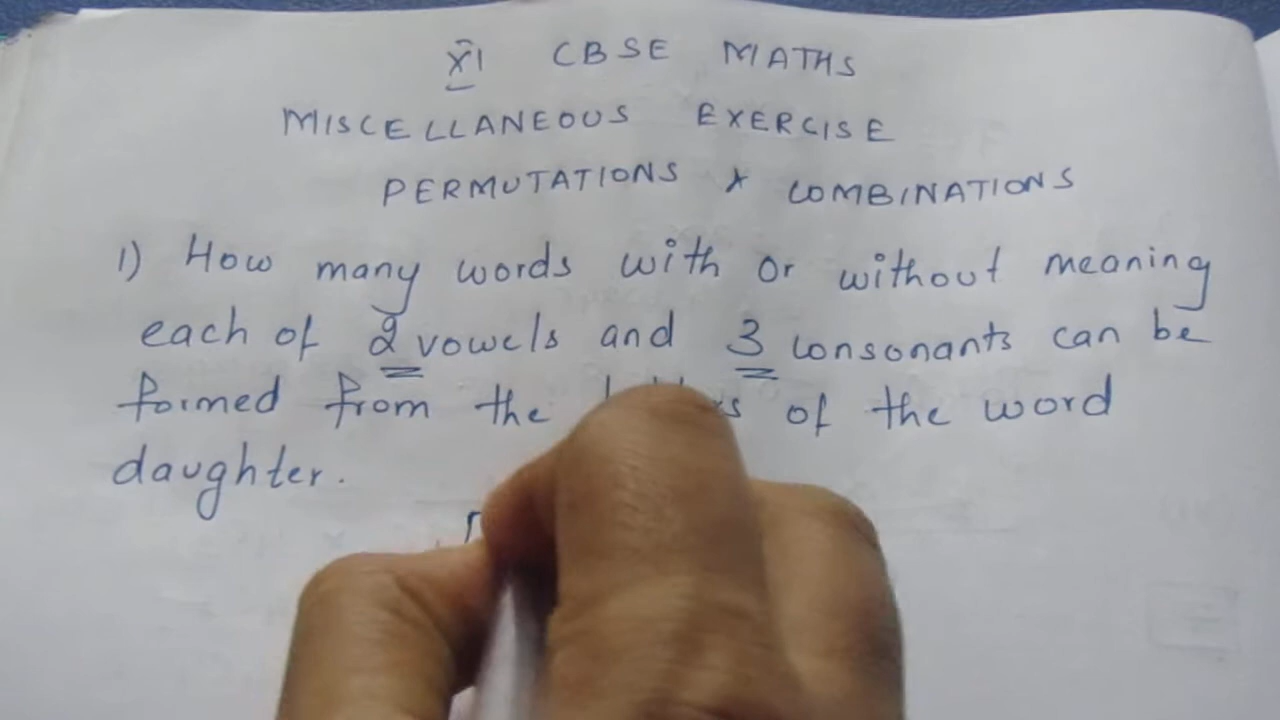 XI CBSE MATHS
MISCELLANEOUS EXERCISE
PERMUTATIONS & COMBINATIONS
1) How many words with or without meaning
each of 2 vowels and 3 consonants can be
formed from the of the word
daughter.